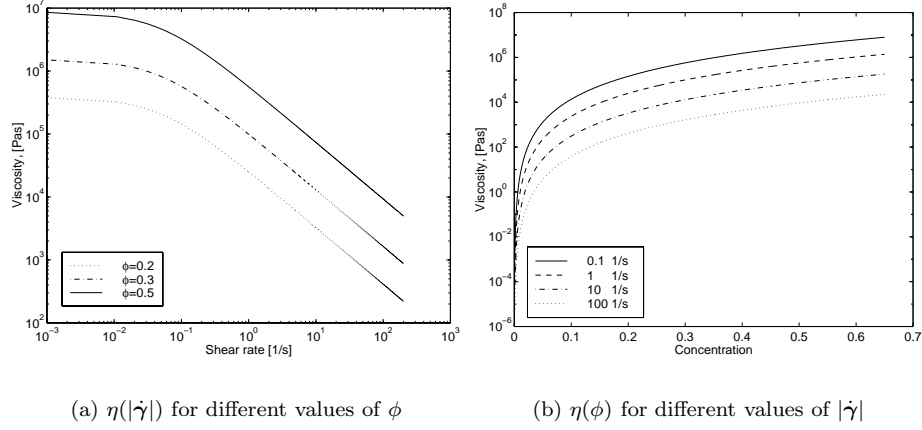 10^7
10^6
10^5
10^4
10^3
10^2
Viscosity, [Pas]
φ=0.2
φ=0.3
φ=0.5
10^-3 10^-2 10^-1 10^0 10^1 10^2 10^3
Shear rate [1/s]
(a) η(|γ̇|) for different values of φ
10^8
10^6
10^4
10^2
10^0
10^-2
10^-4
10^-6
Viscosity, [Pas]
0.1 1/s
1 1/s
10 1/s
100 1/s
0 0.1 0.2 0.3 0.4 0.5 0.6 0.7
Concentration
(b) η(φ) for different values of |γ̇|